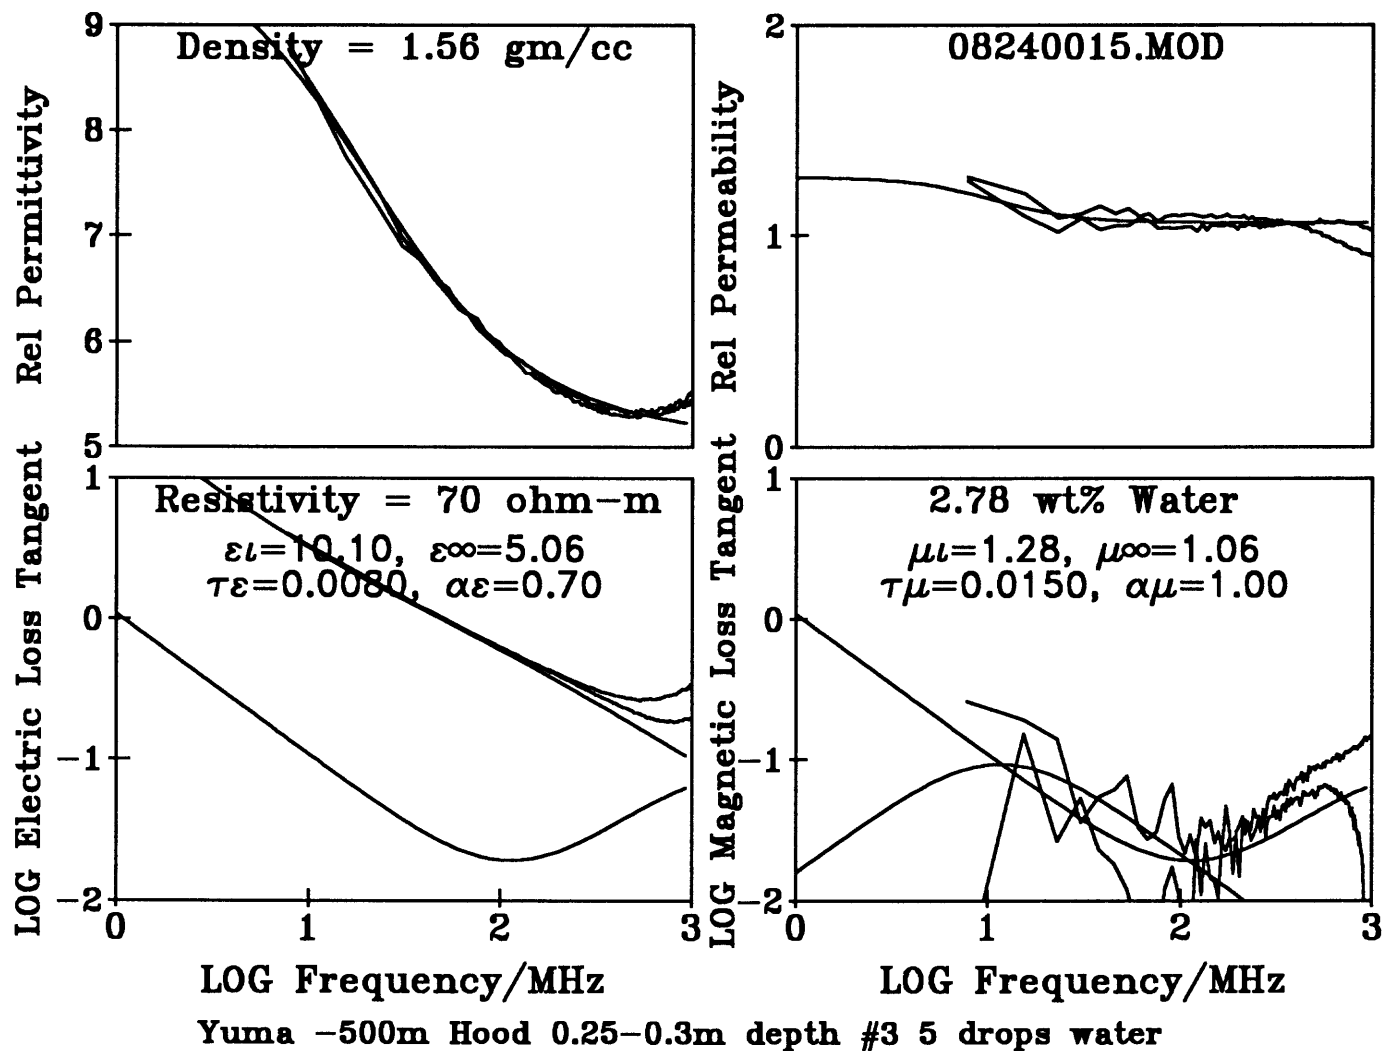 9
8
7
6
5
Rel Permittivity
Density = 1.56 gm/cc
2
1
0
Rel Permeability
08240015.MOD
1
0
-1
-2
LOG Electric Loss Tangent
Resistivity = 70 ohm-m
ει=10.10, ε∞=5.06
τε=0.0080, αε=0.70
0 1 2 3
LOG Frequency/MHz
1
0
-1
-2
LOG Magnetic Loss Tangent
2.78 wt% Water
μι=1.28, μ∞=1.06
τμ=0.0150, αμ=1.00
0 1 2 3
LOG Frequency/MHz
Yuma -500m Hood 0.25-0.3m depth #3 5 drops water